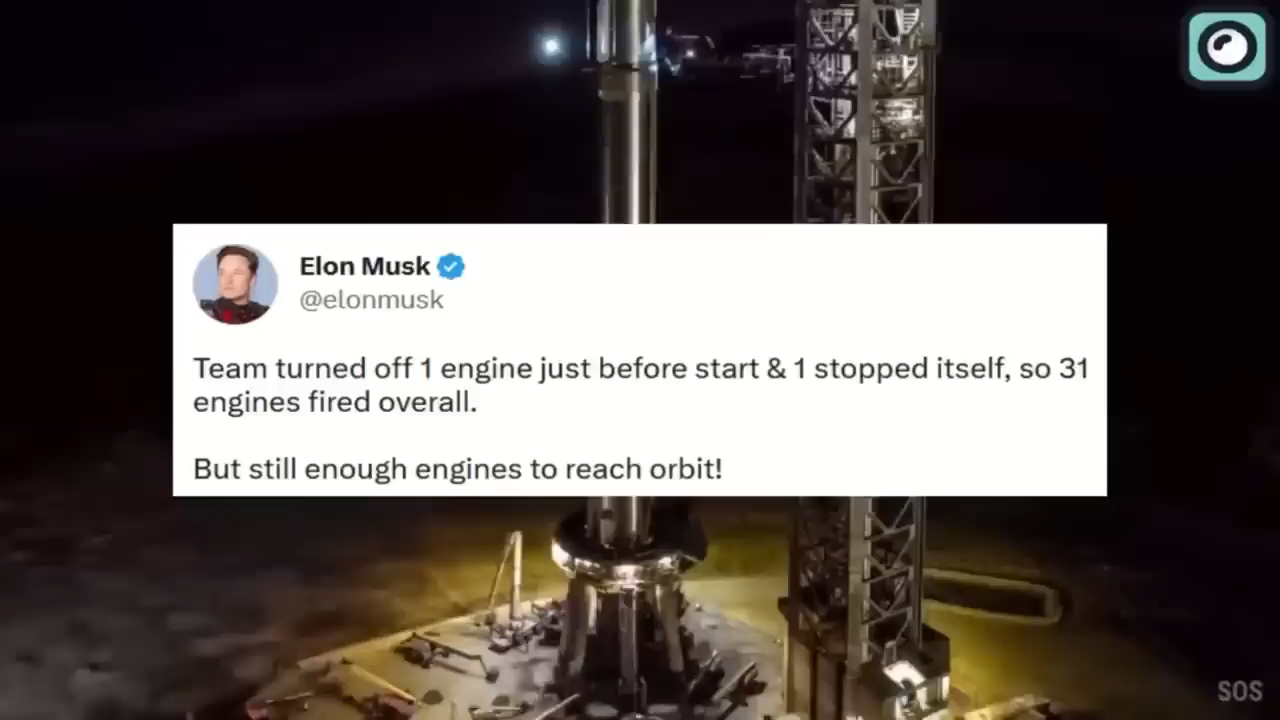 Elon Musk
@elonmusk
Team turned off 1 engine just before start & 1 stopped itself, so 31
engines fired overall.
But still enough engines to reach orbit!
SOS